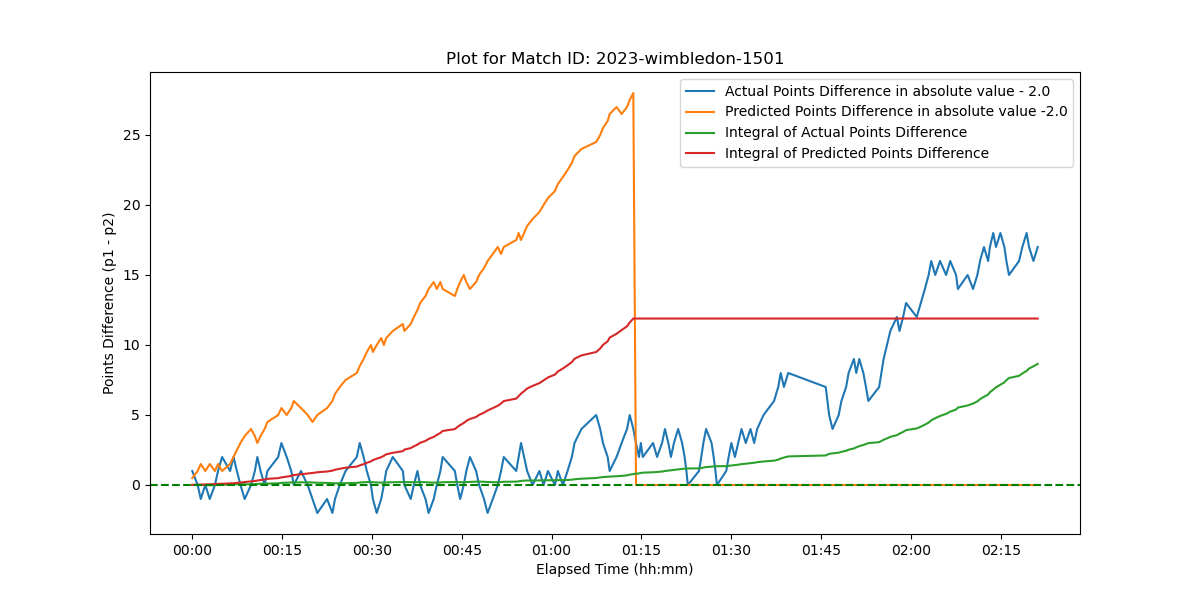 Plot for Match ID: 2023-wimbledon-1501
Actual Points Difference in absolute value - 2.0
Predicted Points Difference in absolute value -2.0
Integral of Actual Points Difference
Integral of Predicted Points Difference
Points Difference (p1 - p2)
25
20
15
10
5
0
00:00 00:15 00:30 00:45 01:00 01:15 01:30 01:45 02:00 02:15
Elapsed Time (hh:mm)